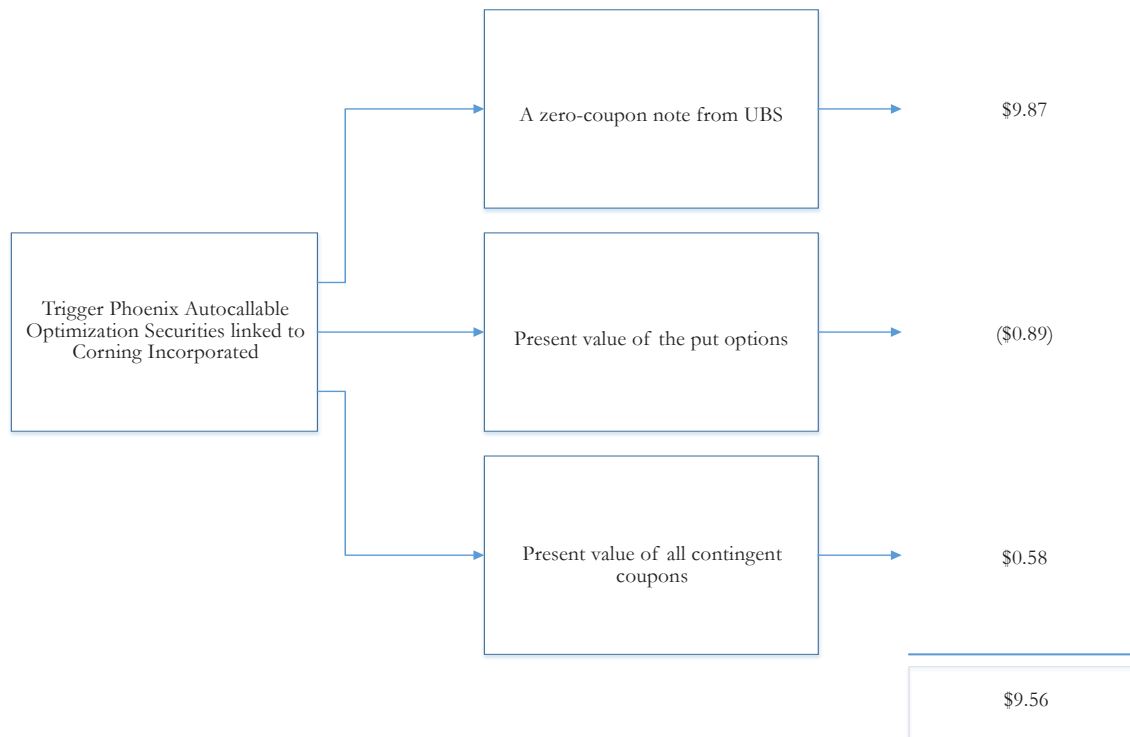 A zero-coupon note from UBS
$9.87
Trigger Phoenix Autocallable
Optimization Securities linked to
Corning Incorporated
Present value of the put options
($0.89)
Present value of all contingent
coupons
$0.58
$9.56